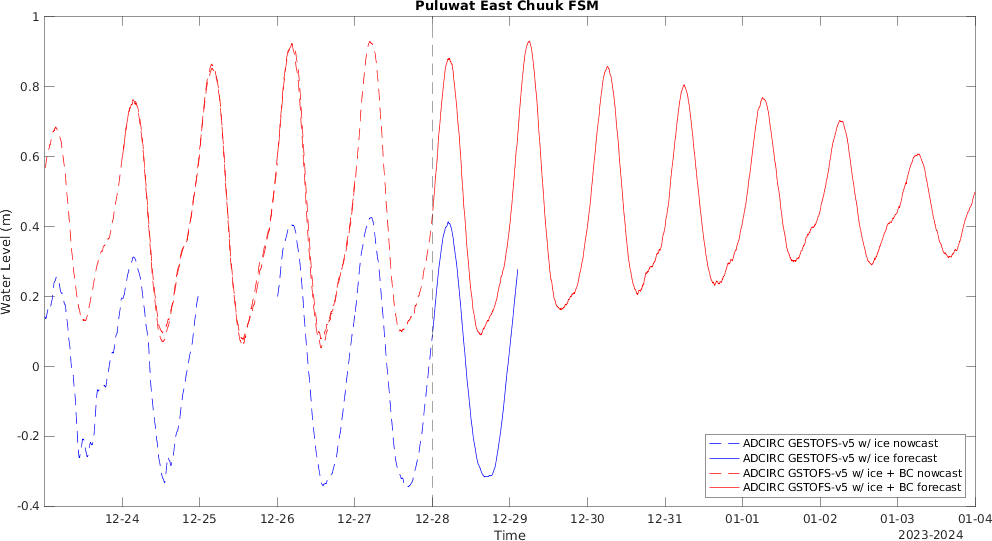 Puluwat East Chuuk FSM
Water Level (m)
1
0.8
0.6
0.4
0.2
0
-0.2
-0.4
ADCIRC GESTOFS-v5 w/ ice nowcast
ADCIRC GESTOFS-v5 w/ ice forecast
ADCIRC GSTOFS-v5 w/ ice + BC nowcast
ADCIRC GSTOFS-v5 w/ ice + BC forecast
12-24 12-25 12-26 12-27 12-28 12-29 12-30 12-31 01-01 01-02 01-03 01-04
Time
2023-2024